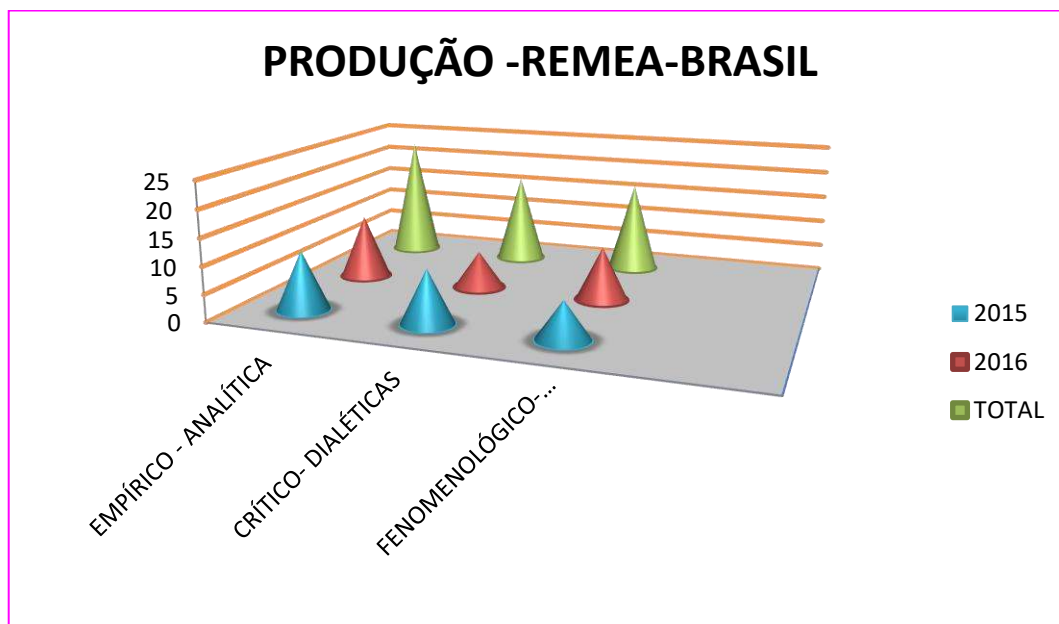 PRODUÇÃO -REMEA-BRASIL
25
20
15
10
5
0
EMPÍRICO - ANALÍTICA
CRÍTICO- DIALÉTICAS
FENOMENOLÓGICO-...
2015
2016
TOTAL